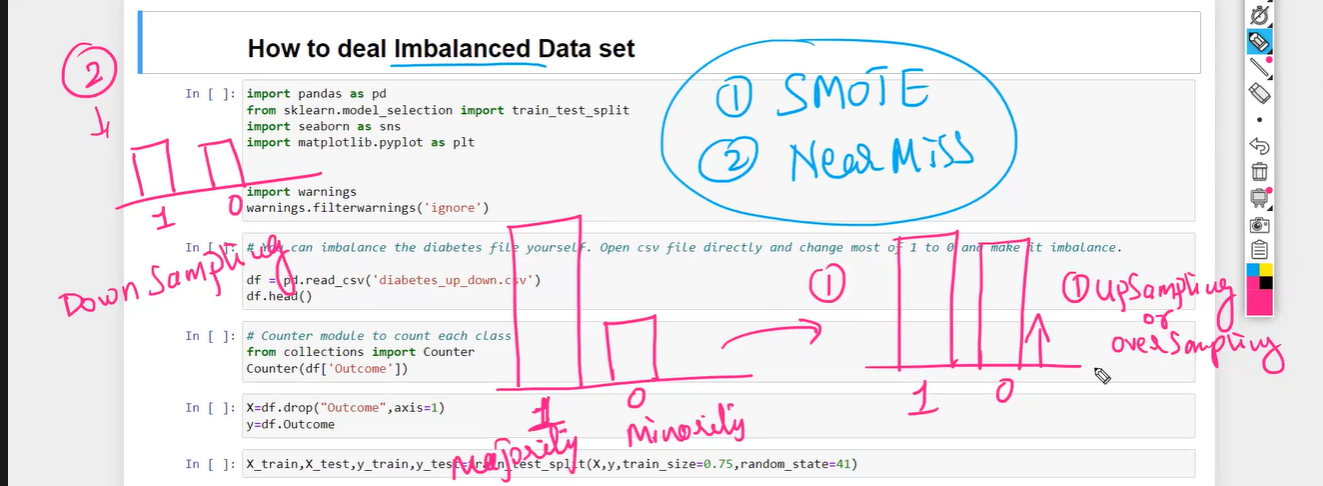 How to deal Imbalanced Data set
① SMOTE
② NearMiss
②
In [ ]: import pandas as pd
from sklearn.model_selection import train_test_split
import seaborn as sns
import matplotlib.pyplot as plt
import warnings
warnings.filterwarnings('ignore')
1 0
Down Sampling
In [ ]: # You can imbalance the diabetes file yourself. Open csv file directly and change most of 1 to 0 and make it imbalance.
df = pd.read_csv('diabetes_up_down.csv')
df.head()
①
① UpSampling
or
over Sampling
In [ ]: # Counter module to count each class
from collections import Counter
Counter(df['Outcome'])
1 0
1 0
Majority Minority
In [ ]: X=df.drop("Outcome",axis=1)
y=df.Outcome
In [ ]: X_train,X_test,y_train,y_test=train_test_split(X,y,train_size=0.75,random_state=41)